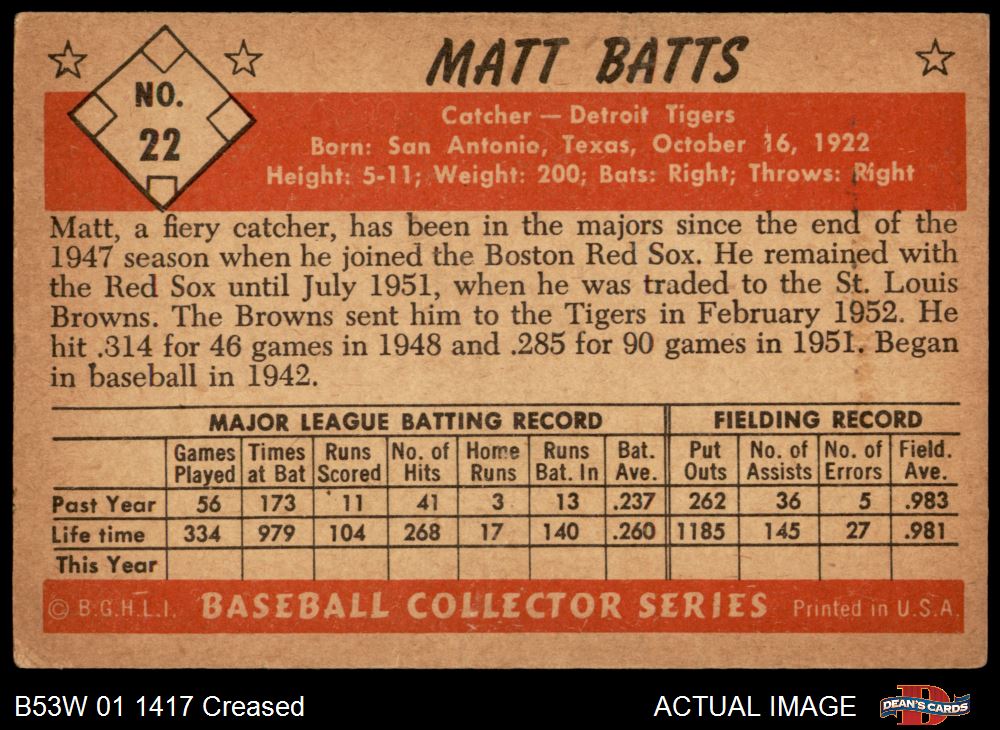 MATT BATTS
NO.
22
Catcher — Detroit Tigers
Born: San Antonio, Texas, October 16, 1922
Height: 5-11; Weight: 200; Bats: Right; Throws: Right
Matt, a fiery catcher, has been in the majors since the end of the
1947 season when he joined the Boston Red Sox. He remained with
the Red Sox until July 1951, when he was traded to the St. Louis
Browns. The Browns sent him to the Tigers in February 1952. He
hit .314 for 46 games in 1948 and .285 for 90 games in 1951. Began
in baseball in 1942.
MAJOR LEAGUE BATTING RECORD FIELDING RECORD
Games Times Runs No. of Home Runs Bat. Put No. of No. of Field.
Played at Bat Scored Hits Runs Bat. In Ave. Outs Assists Errors Ave.
Past Year 56 173 11 41 3 13 .237 262 36 5 .983
Life time 334 979 104 268 17 140 .260 1185 145 27 .981
This Year
© B.G.H.L.I. BASEBALL COLLECTOR SERIES Printed in U.S.A.
B53W 01 1417 Creased ACTUAL IMAGE D DEAN'S CARDS